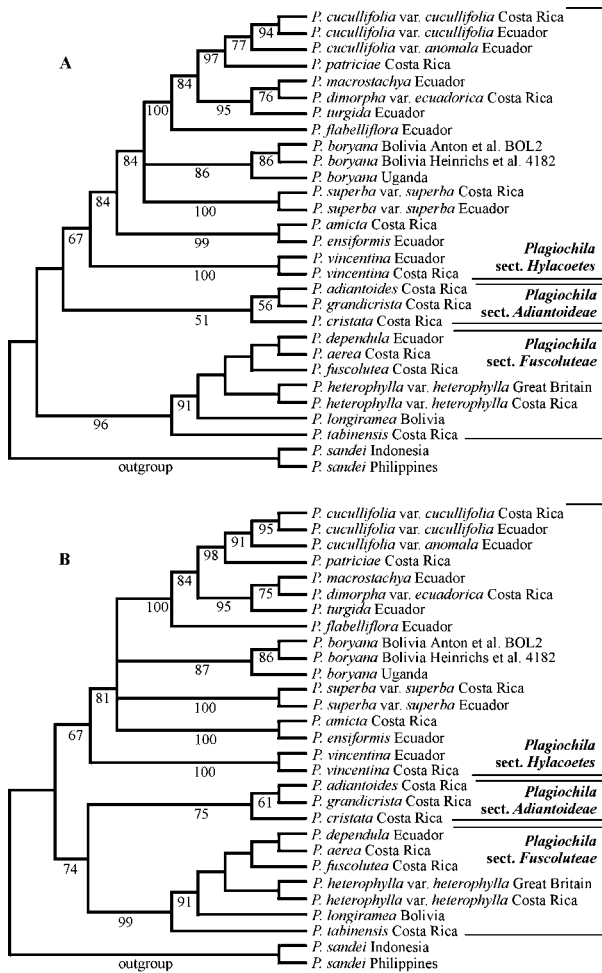 A
P. cucullifolia var. cucullifolia Costa Rica
94
P. cucullifolia var. cucullifolia Ecuador
77
P. cucullifolia var. anomala Ecuador
97
P. patriciae Costa Rica
84
P. macrostachya Ecuador
76
P. dimorpha var. ecuadorica Costa Rica
100
95
P. turgida Ecuador
P. flabelliflora Ecuador
P. boryana Bolivia Anton et al. BOL2
84
86
P. boryana Bolivia Heinrichs et al. 4182
86
P. boryana Uganda
84
P. superba var. superba Costa Rica
100
P. superba var. superba Ecuador
P. amicta Costa Rica
67
99
P. ensiformis Ecuador
P. vincentina Ecuador
Plagiochila
100
P. vincentina Costa Rica
sect. Hylacoetes
P. adiantoides Costa Rica
56
P. grandicrista Costa Rica
Plagiochila
51
P. cristata Costa Rica
sect. Adiantoideae
P. dependula Ecuador
Plagiochila
P. aerea Costa Rica
sect. Fuscoluteae
P. fuscolutea Costa Rica
P. heterophylla var. heterophylla Great Britain
91
P. heterophylla var. heterophylla Costa Rica
96
P. longiramea Bolivia
P. tabinensis Costa Rica
P. sandei Indonesia
outgroup
P. sandei Philippines
B
P. cucullifolia var. cucullifolia Costa Rica
95
P. cucullifolia var. cucullifolia Ecuador
91
P. cucullifolia var. anomala Ecuador
98
P. patriciae Costa Rica
84
P. macrostachya Ecuador
75
P. dimorpha var. ecuadorica Costa Rica
100
95
P. turgida Ecuador
P. flabelliflora Ecuador
P. boryana Bolivia Anton et al. BOL2
86
P. boryana Bolivia Heinrichs et al. 4182
87
P. boryana Uganda
P. superba var. superba Costa Rica
81
100
P. superba var. superba Ecuador
P. amicta Costa Rica
67
100
P. ensiformis Ecuador
P. vincentina Ecuador
Plagiochila
100
P. vincentina Costa Rica
sect. Hylacoetes
P. adiantoides Costa Rica
61
P. grandicrista Costa Rica
Plagiochila
75
P. cristata Costa Rica
sect. Adiantoideae
P. dependula Ecuador
Plagiochila
P. aerea Costa Rica
sect. Fuscoluteae
74
P. fuscolutea Costa Rica
P. heterophylla var. heterophylla Great Britain
91
P. heterophylla var. heterophylla Costa Rica
99
P. longiramea Bolivia
P. tabinensis Costa Rica
P. sandei Indonesia
outgroup
P. sandei Philippines